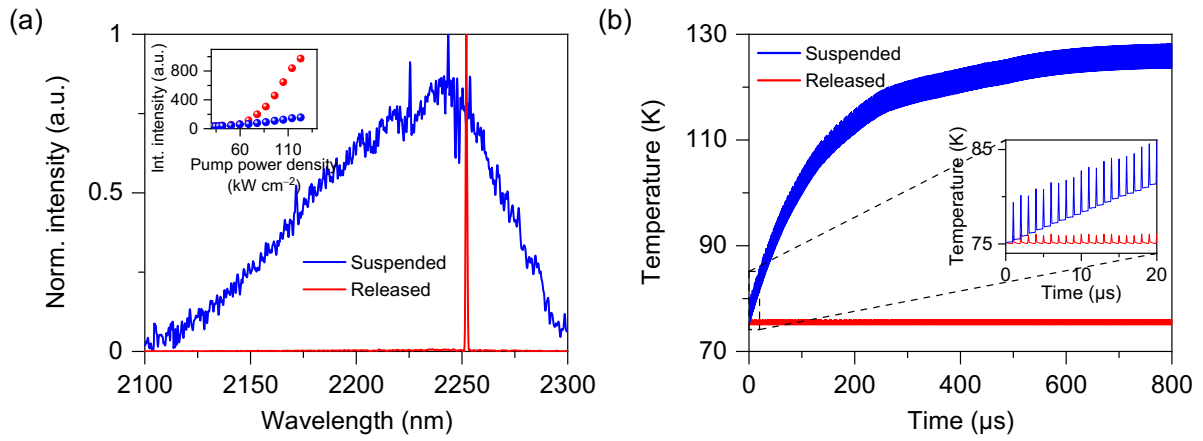 (a)
1
0.5
0
Norm. intensity (a.u.)
2100
2150
2200
2250
2300
Wavelength (nm)
Suspended
Released
800
400
0
Int. intensity (a.u.)
60
110
Pump power density
(kW cm⁻²)
(b)
130
110
90
70
Temperature (K)
0
200
400
600
800
Time (µs)
Suspended
Released
85
75
Temperature (K)
0
10
20
Time (µs)